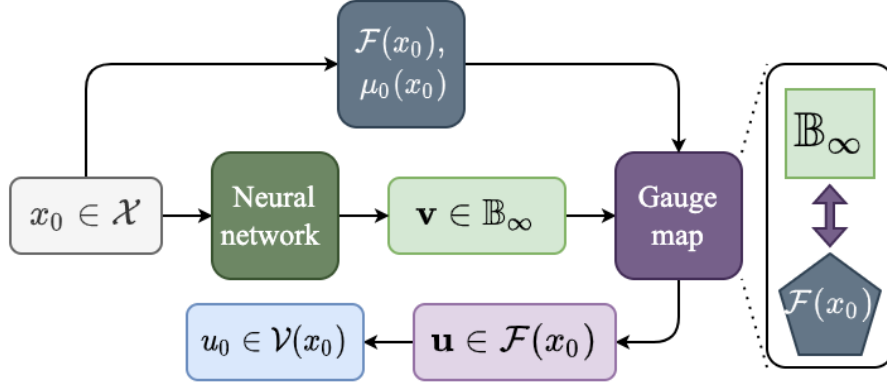 𝓕(x₀),
μ₀(x₀)
x₀ ∈ 𝒳
Neural
network
𝐯 ∈ 𝔹∞
Gauge
map
𝔹∞
𝓕(x₀)
u₀ ∈ 𝒱(x₀)
𝐮 ∈ 𝓕(x₀)